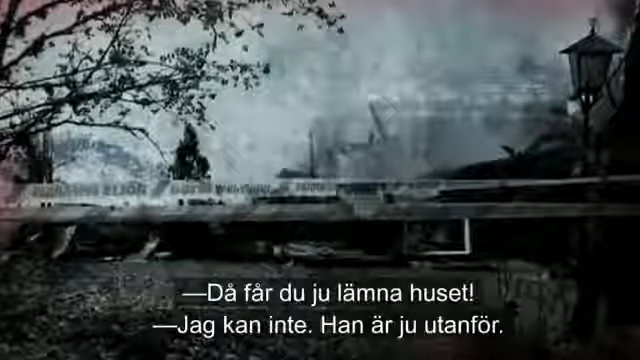 —Då får du ju lämna huset!
—Jag kan inte. Han är ju utanför.